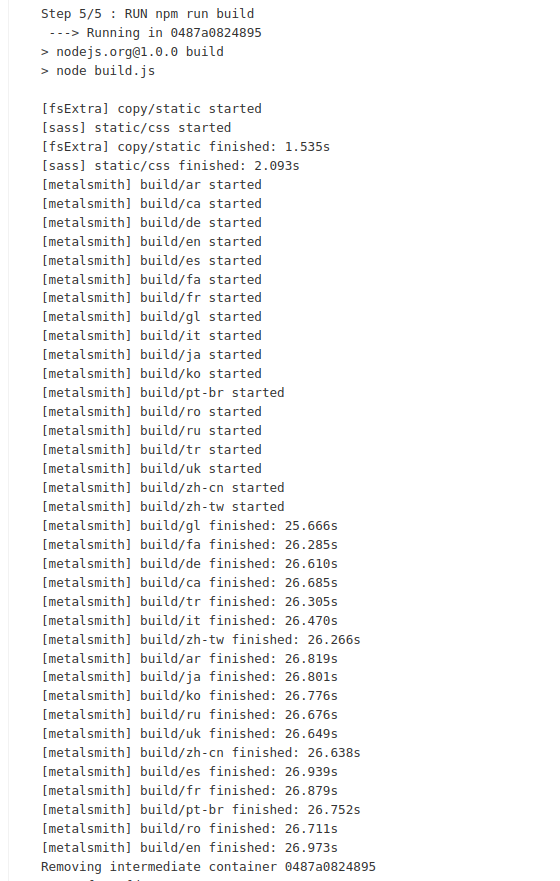 Step 5/5 : RUN npm run build
---> Running in 0487a0824895
> nodejs.org@1.0.0 build
> node build.js
[fsExtra] copy/static started
[sass] static/css started
[fsExtra] copy/static finished: 1.535s
[sass] static/css finished: 2.093s
[metalsmith] build/ar started
[metalsmith] build/ca started
[metalsmith] build/de started
[metalsmith] build/en started
[metalsmith] build/es started
[metalsmith] build/fa started
[metalsmith] build/fr started
[metalsmith] build/gl started
[metalsmith] build/it started
[metalsmith] build/ja started
[metalsmith] build/ko started
[metalsmith] build/pt-br started
[metalsmith] build/ro started
[metalsmith] build/ru started
[metalsmith] build/tr started
[metalsmith] build/uk started
[metalsmith] build/zh-cn started
[metalsmith] build/zh-tw started
[metalsmith] build/gl finished: 25.666s
[metalsmith] build/fa finished: 26.285s
[metalsmith] build/de finished: 26.610s
[metalsmith] build/ca finished: 26.685s
[metalsmith] build/tr finished: 26.305s
[metalsmith] build/it finished: 26.470s
[metalsmith] build/zh-tw finished: 26.266s
[metalsmith] build/ar finished: 26.819s
[metalsmith] build/ja finished: 26.801s
[metalsmith] build/ko finished: 26.776s
[metalsmith] build/ru finished: 26.676s
[metalsmith] build/uk finished: 26.649s
[metalsmith] build/zh-cn finished: 26.638s
[metalsmith] build/es finished: 26.939s
[metalsmith] build/fr finished: 26.879s
[metalsmith] build/pt-br finished: 26.752s
[metalsmith] build/ro finished: 26.711s
[metalsmith] build/en finished: 26.973s
Removing intermediate container 0487a0824895